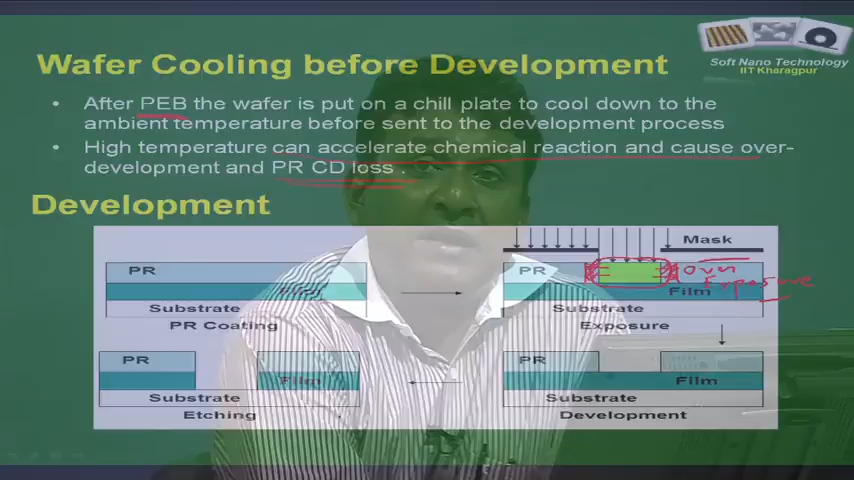 Soft Nano Technology
IIT Kharagpur
Wafer Cooling before Development
• After PEB the wafer is put on a chill plate to cool down to the
ambient temperature before sent to the development process
• High temperature can accelerate chemical reaction and cause over-
development and PR CD loss .
Development
PR
Film
Substrate
PR Coating
Mask
PR
Over
Exposure
Film
Substrate
Exposure
PR
Film
Substrate
Etching
PR
Film
Substrate
Development